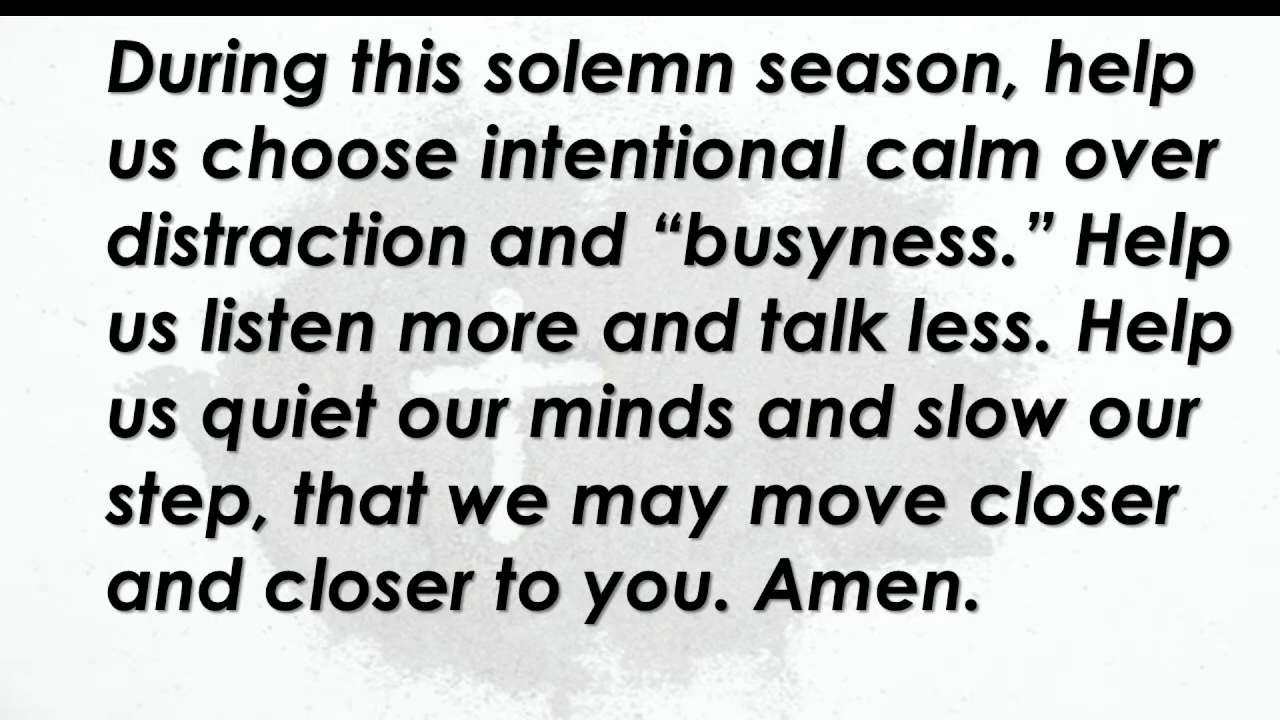 During this solemn season, help
us choose intentional calm over
distraction and “busyness.” Help
us listen more and talk less. Help
us quiet our minds and slow our
step, that we may move closer
and closer to you. Amen.